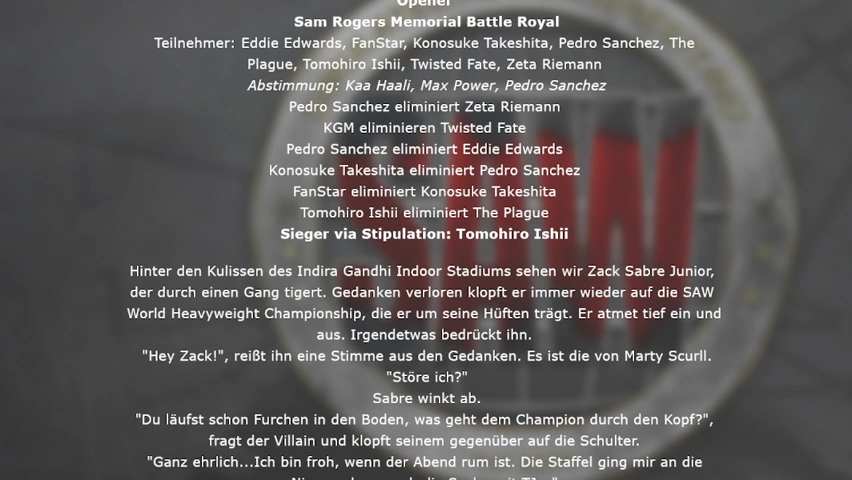 Opener
Sam Rogers Memorial Battle Royal
Teilnehmer: Eddie Edwards, FanStar, Konosuke Takeshita, Pedro Sanchez, The
Plague, Tomohiro Ishii, Twisted Fate, Zeta Riemann
Abstimmung: Kaa Haali, Max Power, Pedro Sanchez
Pedro Sanchez eliminiert Zeta Riemann
KGM eliminieren Twisted Fate
Pedro Sanchez eliminiert Eddie Edwards
Konosuke Takeshita eliminiert Pedro Sanchez
FanStar eliminiert Konosuke Takeshita
Tomohiro Ishii eliminiert The Plague
Sieger via Stipulation: Tomohiro Ishii
Hinter den Kulissen des Indira Gandhi Indoor Stadiums sehen wir Zack Sabre Junior,
der durch einen Gang tigert. Gedanken verloren klopft er immer wieder auf die SAW
World Heavyweight Championship, die er um seine Hüften trägt. Er atmet tief ein und
aus. Irgendetwas bedrückt ihn.
"Hey Zack!", reißt ihn eine Stimme aus den Gedanken. Es ist die von Marty Scurll.
"Störe ich?"
Sabre winkt ab.
"Du läufst schon Furchen in den Boden, was geht dem Champion durch den Kopf?",
fragt der Villain und klopft seinem gegenüber auf die Schulter.
"Ganz ehrlich...Ich bin froh, wenn der Abend rum ist. Die Staffel ging mir an die
SAW